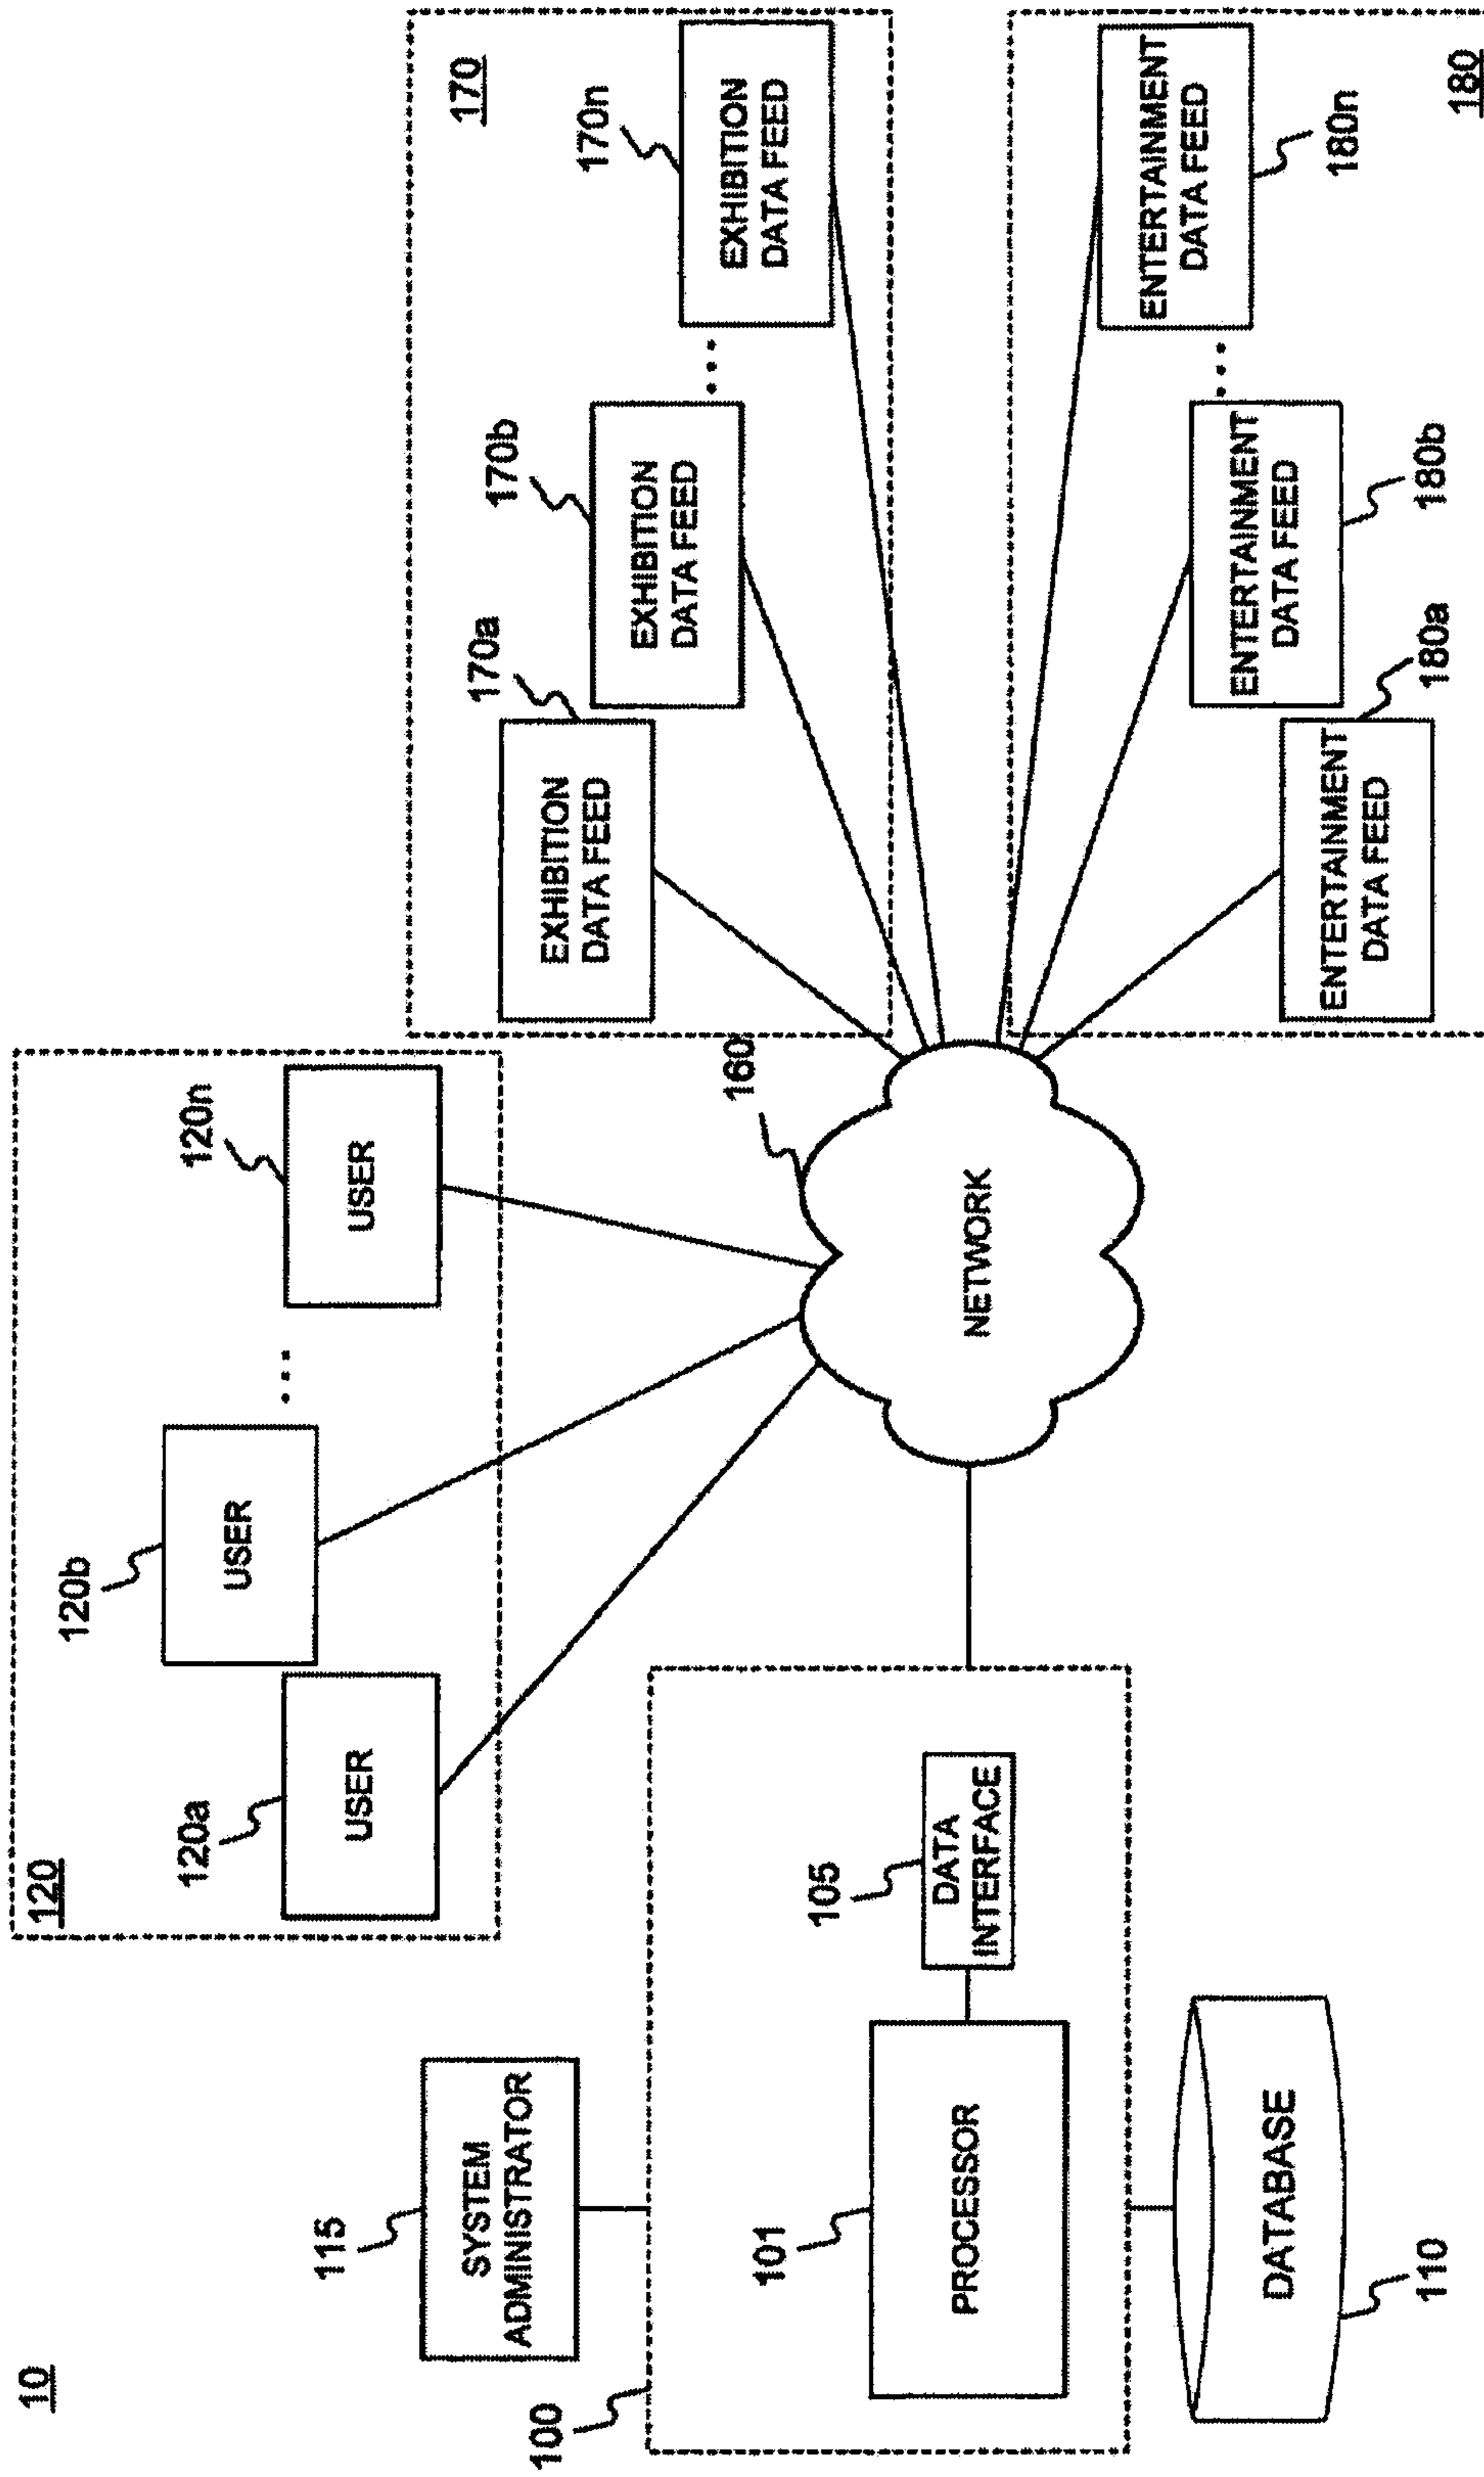 10
120
120a
USER
120b
USER
...
120n
USER
170
170a
EXHIBITION
DATA FEED
170b
EXHIBITION
DATA FEED
...
170n
EXHIBITION
DATA FEED
115
SYSTEM
ADMINISTRATOR
100
101
PROCESSOR
105
DATA
INTERFACE
160
NETWORK
DATABASE
110
ENTERTAINMENT
DATA FEED
180a
ENTERTAINMENT
DATA FEED
180b
...
ENTERTAINMENT
DATA FEED
180n
180